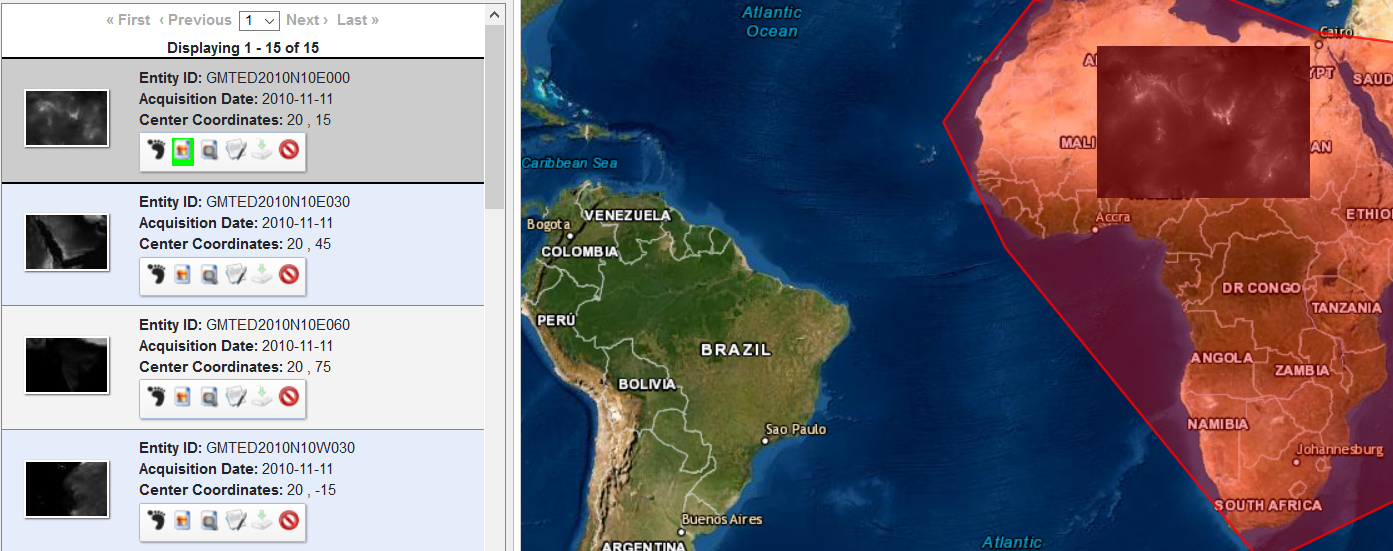 « First ‹ Previous 1 Next › Last »
Displaying 1 - 15 of 15
Entity ID: GMTED2010N10E000
Acquisition Date: 2010-11-11
Center Coordinates: 20 , 15
Entity ID: GMTED2010N10E030
Acquisition Date: 2010-11-11
Center Coordinates: 20 , 45
Entity ID: GMTED2010N10E060
Acquisition Date: 2010-11-11
Center Coordinates: 20 , 75
Entity ID: GMTED2010N10W030
Acquisition Date: 2010-11-11
Center Coordinates: 20 , -15
Atlantic
Ocean
Cairo
YPT
SAUD
MALI
AN
Caribbean Sea
VENEZUELA
Bogota
COLOMBIA
Accra
ETHIO
PERÚ
DR CONGO
TANZANIA
BRAZIL
ANGOLA
ZAMBIA
BOLIVIA
NAMIBIA
Sao Paulo
Johannesburg
SOUTH AFRICA
Buenos Aires
ARGENTINA
Atlantic